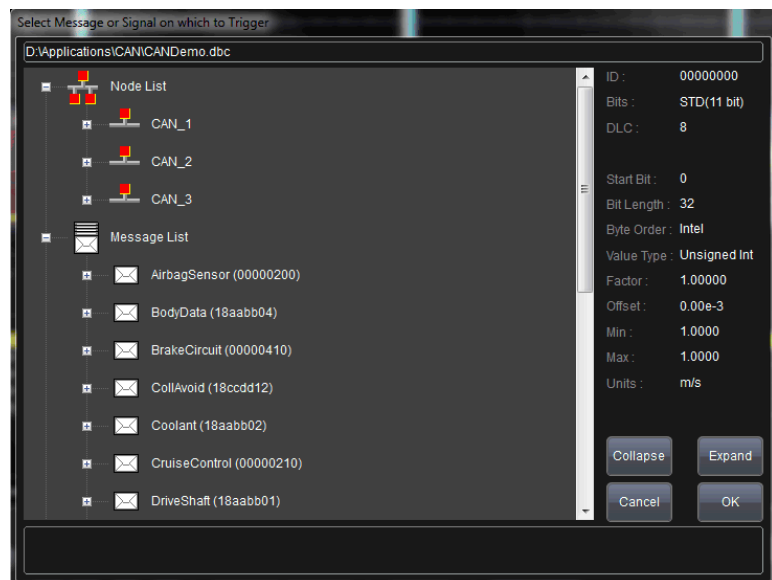 Select Message or Signal on which to Trigger
D:\Applications\CAN\CANDemo.dbc
Node List
CAN_1
CAN_2
CAN_3
Message List
AirbagSensor (00000200)
BodyData (18aabb04)
BrakeCircuit (00000410)
CollAvoid (18ccdd12)
Coolant (18aabb02)
CruiseControl (00000210)
DriveShaft (18aabb01)
ID : 00000000
Bits : STD(11 bit)
DLC : 8
Start Bit : 0
Bit Length : 32
Byte Order : Intel
Value Type : Unsigned Int
Factor : 1.00000
Offset : 0.00e-3
Min : 1.0000
Max : 1.0000
Units : m/s
Collapse Expand
Cancel OK